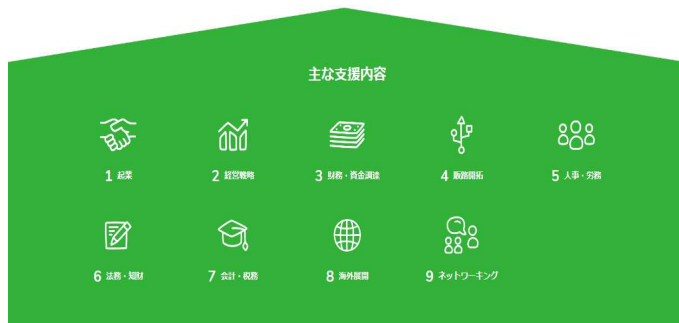 主な支援内容
1 起業
2 経営戦略
3 財務・資金調達
4 販路開拓
5 人事・労務
6 法務・知財
7 会計・税務
8 海外展開
9 ネットワーキング